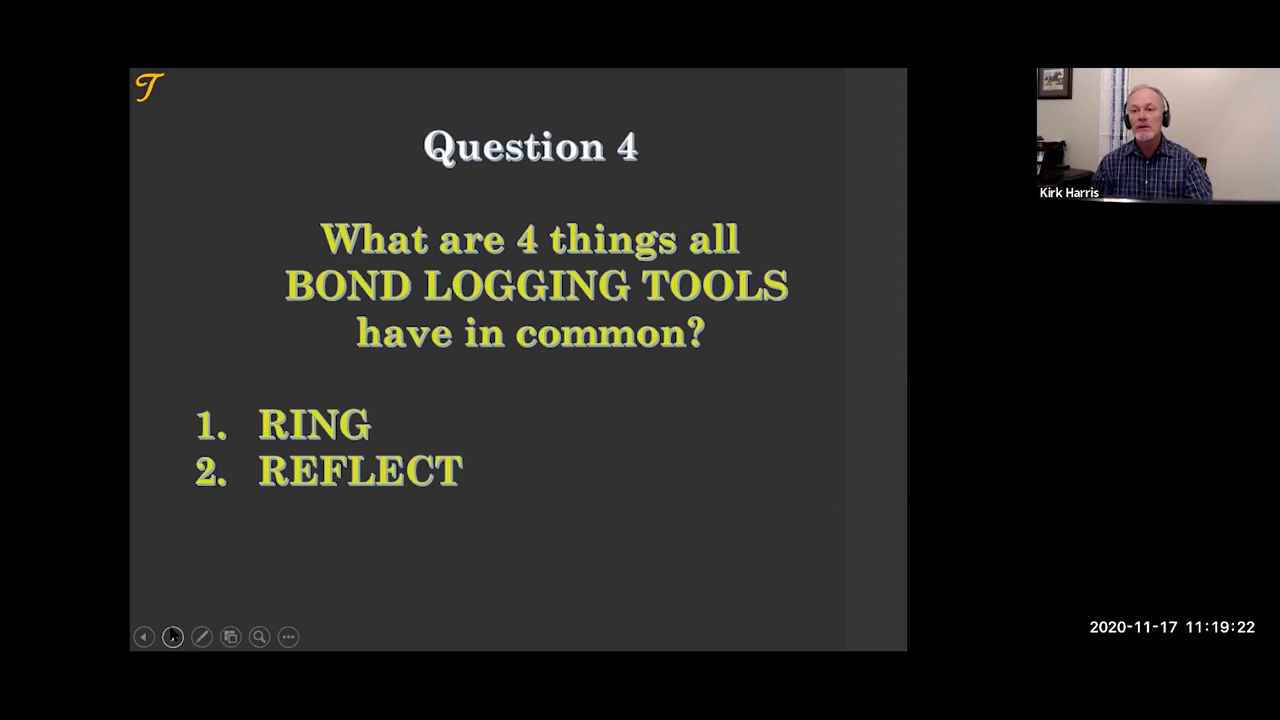 T
Question 4
What are 4 things all
BOND LOGGING TOOLS
have in common?
1. RING
2. REFLECT
Kirk Harris
2020-11-17 11:19:22